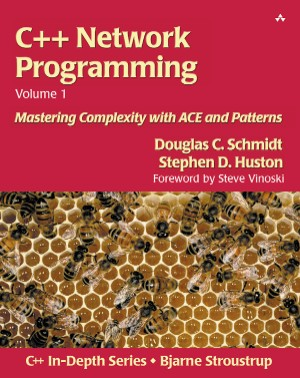 C++ Network
Programming
Volume 1
Mastering Complexity with ACE and Patterns
Douglas C. Schmidt
Stephen D. Huston
Foreword by Steve Vinoski
C++ In-Depth Series • Bjarne Stroustrup